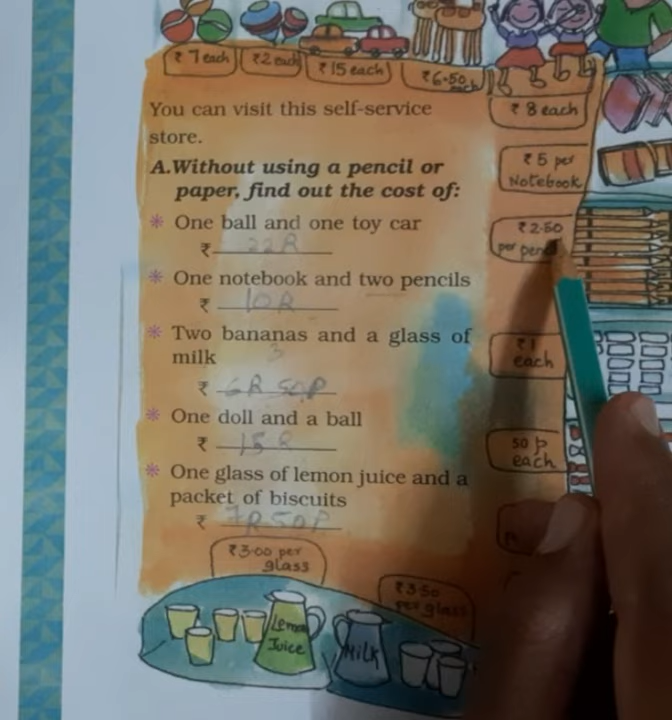 ₹ 7 each
₹2 each
₹ 15 each
₹6.50 each
₹ 8 each
You can visit this self-service
store.
₹ 5 per
Notebook
A.Without using a pencil or
paper, find out the cost of:
* One ball and one toy car
₹ 22R
₹ 2.50
per pencil
* One notebook and two pencils
₹ 10R
* Two bananas and a glass of
milk 3
₹ 6R 50P
₹1
each
* One doll and a ball
₹ 15R
50 p
each
* One glass of lemon juice and a
packet of biscuits
₹ 7R50P
₹3.00 per
glass
₹3.50
per glass
Lemon
Juice
MiLK